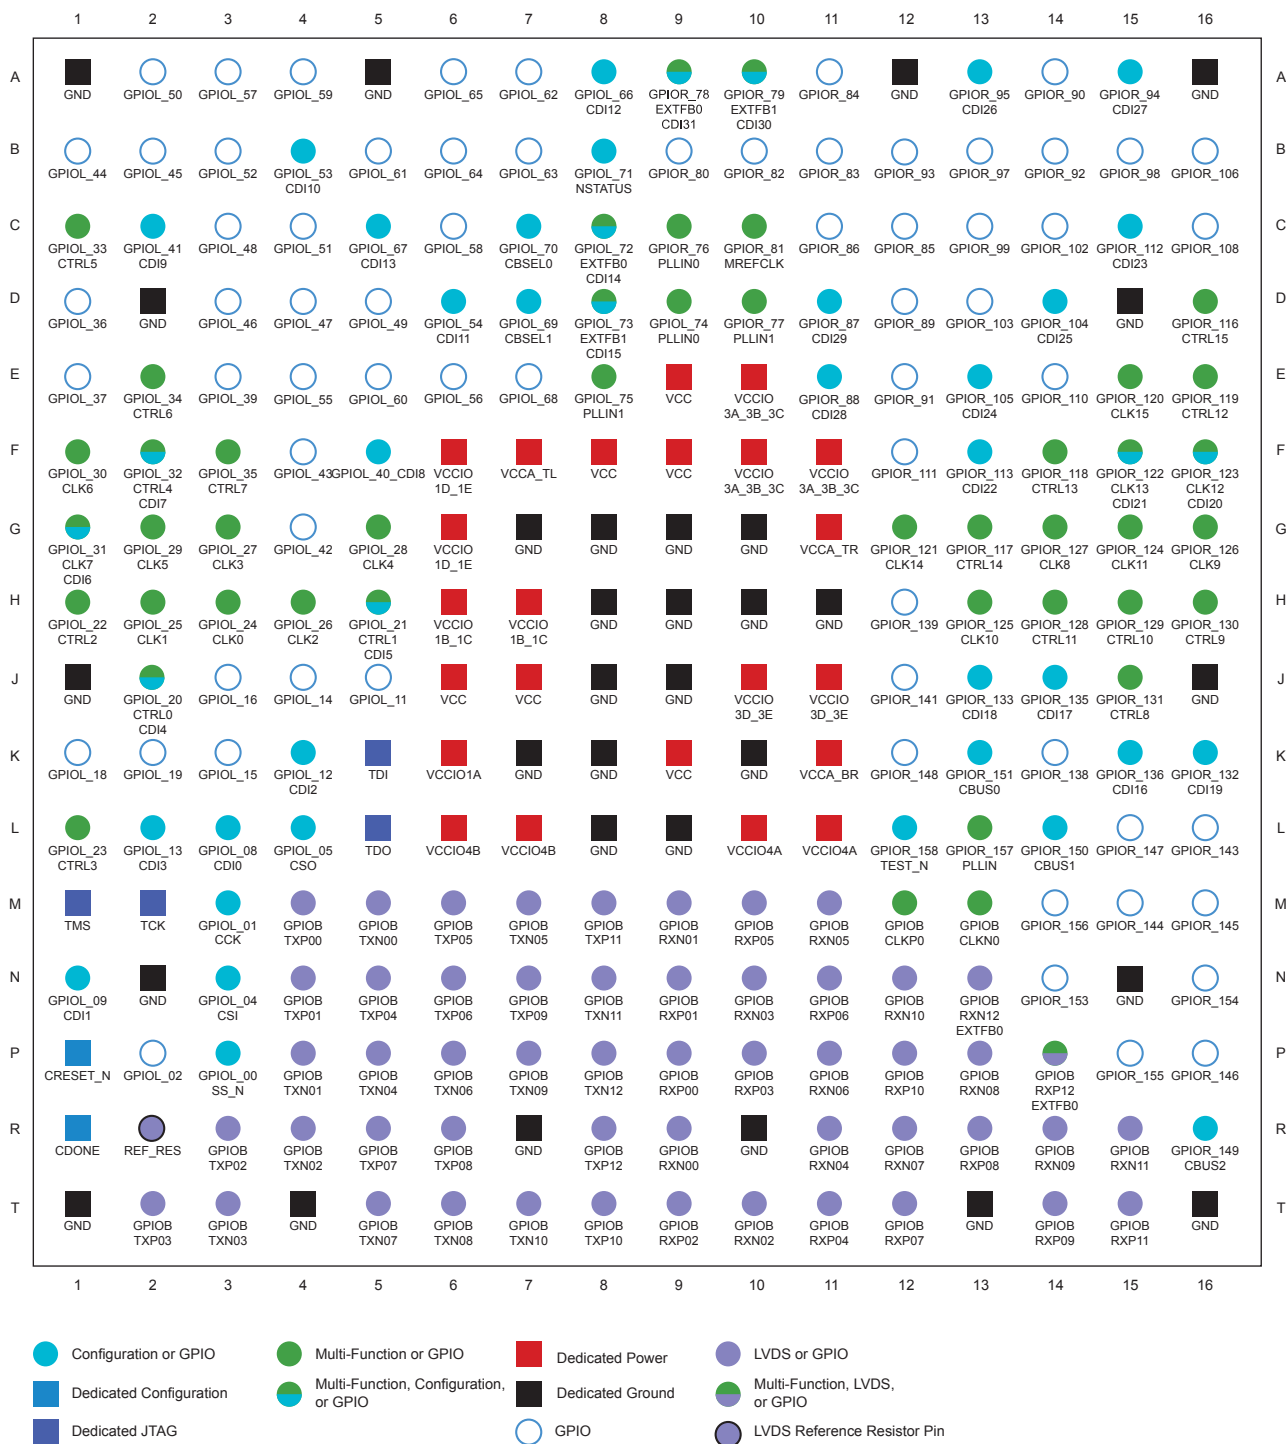 1 2 3 4 5 6 7 8 9 10 11 12 13 14 15 16
A A
GND GPIOL_50 GPIOL_57 GPIOL_59 GND GPIOL_65 GPIOL_62 GPIOL_66 GPIOR_78 GPIOR_79 GPIOR_84 GND GPIOR_95 GPIOR_90 GPIOR_94 GND
CDI12 EXTFB0 EXTFB1 CDI26 CDI27
CDI31 CDI30
B B
GPIOL_44 GPIOL_45 GPIOL_52 GPIOL_53 GPIOL_61 GPIOL_64 GPIOL_63 GPIOL_71 GPIOR_80 GPIOR_82 GPIOR_83 GPIOR_93 GPIOR_97 GPIOR_92 GPIOR_98 GPIOR_106
CDI10 NSTATUS
C C
GPIOL_33 GPIOL_41 GPIOL_48 GPIOL_51 GPIOL_67 GPIOL_58 GPIOL_70 GPIOL_72 GPIOR_76 GPIOR_81 GPIOR_86 GPIOR_85 GPIOR_99 GPIOR_102 GPIOR_112 GPIOR_108
CTRL5 CDI9 CDI13 CBSEL0 EXTFB0 PLLIN0 MREFCLK CDI23
CDI14
D D
GPIOL_36 GND GPIOL_46 GPIOL_47 GPIOL_49 GPIOL_54 GPIOL_69 GPIOL_73 GPIOL_74 GPIOR_77 GPIOR_87 GPIOR_89 GPIOR_103 GPIOR_104 GND GPIOR_116
CDI11 CBSEL1 EXTFB1 PLLIN0 PLLIN1 CDI29 CDI25 CTRL15
CDI15
E E
GPIOL_37 GPIOL_34 GPIOL_39 GPIOL_55 GPIOL_60 GPIOL_56 GPIOL_68 GPIOL_75 VCC VCCIO GPIOR_88 GPIOR_91 GPIOR_105 GPIOR_110 GPIOR_120 GPIOR_119
CTRL6 PLLIN1 3A_3B_3C CDI28 CDI24 CLK15 CTRL12
F F
GPIOL_30 GPIOL_32 GPIOL_35 GPIOL_43 GPIOL_40_CDI8 VCCIO VCCA_TL VCC VCC VCCIO VCCIO GPIOR_111 GPIOR_113 GPIOR_118 GPIOR_122 GPIOR_123
CLK6 CTRL4 CTRL7 1D_1E 3A_3B_3C 3A_3B_3C CDI22 CTRL13 CLK13 CLK12
CDI7 CDI21 CDI20
G G
GPIOL_31 GPIOL_29 GPIOL_27 GPIOL_42 GPIOL_28 VCCIO GND GND GND GND VCCA_TR GPIOR_121 GPIOR_117 GPIOR_127 GPIOR_124 GPIOR_126
CLK7 CLK5 CLK3 CLK4 1D_1E CLK14 CTRL14 CLK8 CLK11 CLK9
CDI6
H H
GPIOL_22 GPIOL_25 GPIOL_24 GPIOL_26 GPIOL_21 VCCIO VCCIO GND GND GND GND GPIOR_139 GPIOR_125 GPIOR_128 GPIOR_129 GPIOR_130
CTRL2 CLK1 CLK0 CLK2 CTRL1 1B_1C 1B_1C CLK10 CTRL11 CTRL10 CTRL9
CDI5
J J
GND GPIOL_20 GPIOL_16 GPIOL_14 GPIOL_11 VCC VCC GND GND VCCIO VCCIO GPIOR_141 GPIOR_133 GPIOR_135 GPIOR_131 GND
CTRL0 3D_3E 3D_3E CDI18 CDI17 CTRL8
CDI4
K K
GPIOL_18 GPIOL_19 GPIOL_15 GPIOL_12 TDI VCCIO1A GND GND VCC GND VCCA_BR GPIOR_148 GPIOR_151 GPIOR_138 GPIOR_136 GPIOR_132
CDI2 CBUS0 CDI16 CDI19
L L
GPIOL_23 GPIOL_13 GPIOL_08 GPIOL_05 TDO VCCIO4B VCCIO4B GND GND VCCIO4A VCCIO4A GPIOR_158 GPIOR_157 GPIOR_150 GPIOR_147 GPIOR_143
CTRL3 CDI3 CDI0 CSO TEST_N PLLIN CBUS1
M M
TMS TCK GPIOL_01 GPIOB GPIOB GPIOB GPIOB GPIOB GPIOB GPIOB GPIOB GPIOB GPIOB GPIOR_156 GPIOR_144 GPIOR_145
CCK TXP00 TXN00 TXP05 TXN05 TXP11 RXN01 RXP05 RXN05 CLKP0 CLKN0
N N
GPIOL_09 GND GPIOL_04 GPIOB GPIOB GPIOB GPIOB GPIOB GPIOB GPIOB GPIOB GPIOB GPIOB GPIOR_153 GND GPIOR_154
CDI1 CSI TXP01 TXP04 TXP06 TXP09 TXN11 RXP01 RXN03 RXP06 RXN10 RXN12
EXTFB0
P P
CRESET_N GPIOL_02 GPIOL_00 GPIOB GPIOB GPIOB GPIOB GPIOB GPIOB GPIOB GPIOB GPIOB GPIOB GPIOB GPIOR_155 GPIOR_146
SS_N TXN01 TXN04 TXN06 TXN09 TXN12 RXP00 RXP03 RXN06 RXP10 RXN08 RXP12
EXTFB0
R R
CDONE REF_RES GPIOB GPIOB GPIOB GPIOB GND GPIOB GPIOB GND GPIOB GPIOB GPIOB GPIOB GPIOB GPIOR_149
TXP02 TXN02 TXP07 TXP08 TXP12 RXN00 RXN04 RXN07 RXP08 RXN09 RXN11 CBUS2
T T
GND GPIOB GPIOB GND GPIOB GPIOB GPIOB GPIOB GPIOB GPIOB GPIOB GPIOB GND GPIOB GPIOB GND
TXP03 TXN03 TXN07 TXN08 TXN10 TXP10 RXP02 RXN02 RXP04 RXP07 RXP09 RXP11
1 2 3 4 5 6 7 8 9 10 11 12 13 14 15 16
Configuration or GPIO Multi-Function or GPIO Dedicated Power LVDS or GPIO
Dedicated Configuration Multi-Function, Configuration, Dedicated Ground Multi-Function, LVDS,
or GPIO or GPIO
Dedicated JTAG GPIO LVDS Reference Resistor Pin